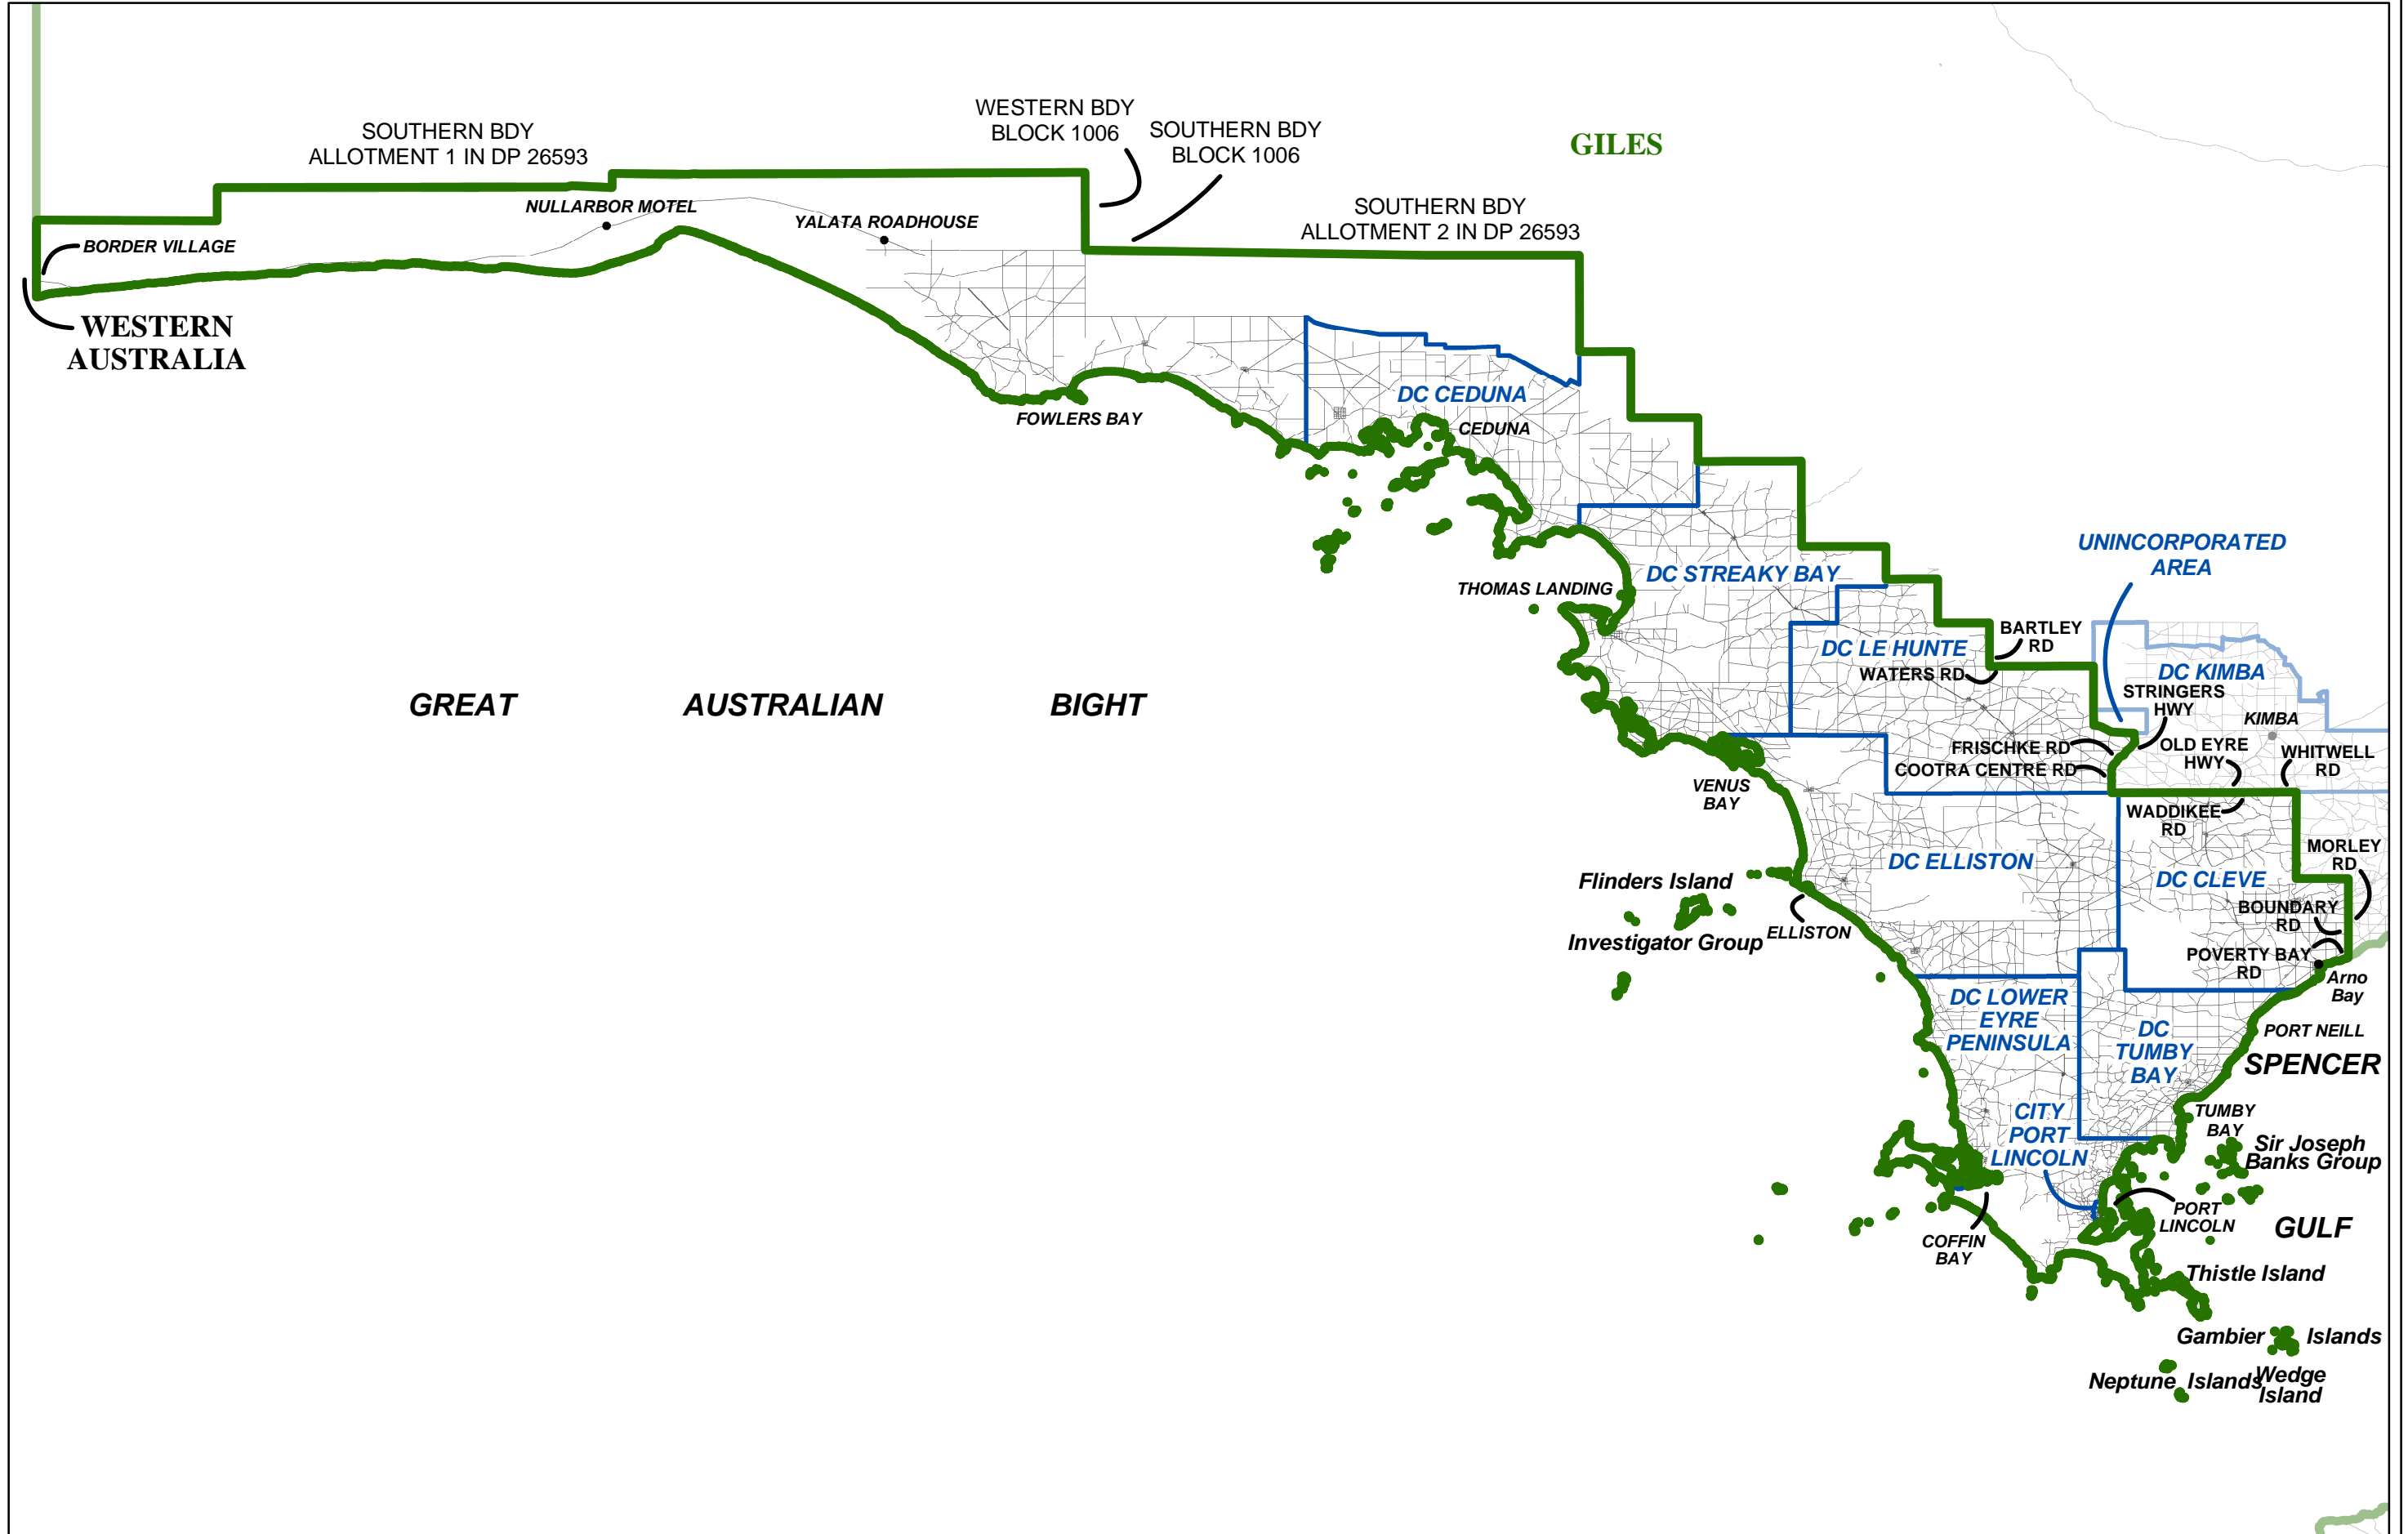 SOUTHERN BDY
ALLOTMENT 1 IN DP 26593
WESTERN BDY
BLOCK 1006
SOUTHERN BDY
BLOCK 1006
GILES
NULLARBOR MOTEL
YALATA ROADHOUSE
SOUTHERN BDY
ALLOTMENT 2 IN DP 26593
BORDER VILLAGE
WESTERN
AUSTRALIA
FOWLERS BAY
DC CEDUNA
CEDUNA
UNINCORPORATED
AREA
THOMAS LANDING
DC STREAKY BAY
DC LE HUNTE
BARTLEY
RD
WATERS RD
DC KIMBA
STRINGERS
HWY
KIMBA
GREAT AUSTRALIAN BIGHT
FRISCHKE RD
OLD EYRE
HWY
WHITWELL
RD
COOTRA CENTRE RD
VENUS
BAY
WADDIKEE
RD
MORLEY
RD
DC ELLISTON
DC CLEVE
Flinders Island
BOUNDARY
RD
ELLISTON
Investigator Group
POVERTY BAY
RD
Arno
Bay
DC LOWER
EYRE
PENINSULA
DC
TUMBY
BAY
PORT NEILL
SPENCER
CITY
PORT
LINCOLN
TUMBY
BAY
Sir Joseph
Banks Group
PORT
LINCOLN
GULF
COFFIN
BAY
Thistle Island
Gambier Islands
Neptune Islands
Wedge
Island